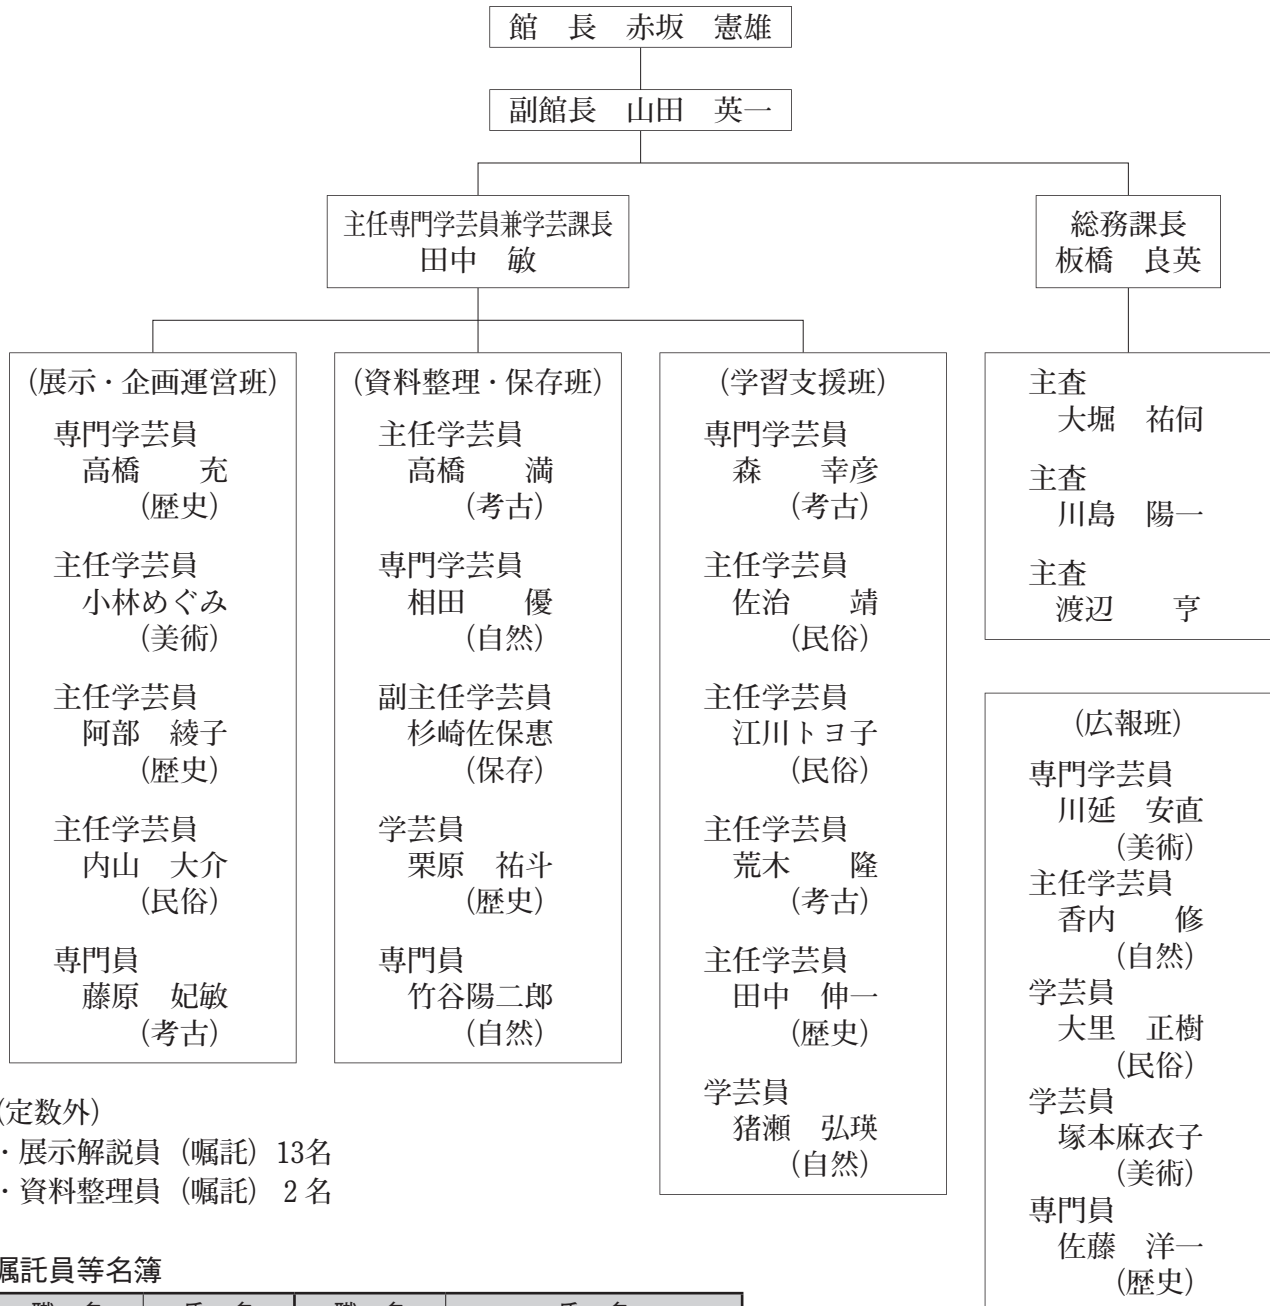 館　長　赤坂　憲雄
副館長　山田　英一
主任専門学芸員兼学芸課長
田中　敏
総務課長
板橋　良英
(展示・企画運営班)
専門学芸員
高橋　　充
(歴史)
主任学芸員
小林めぐみ
(美術)
主任学芸員
阿部　綾子
(歴史)
主任学芸員
内山　大介
(民俗)
専門員
藤原　妃敏
(考古)
(資料整理・保存班)
主任学芸員
高橋　　満
(考古)
専門学芸員
相田　　優
(自然)
副主任学芸員
杉崎佐保惠
(保存)
学芸員
栗原　祐斗
(歴史)
専門員
竹谷陽二郎
(自然)
(学習支援班)
専門学芸員
森　　幸彦
(考古)
主任学芸員
佐治　　靖
(民俗)
主任学芸員
江川トヨ子
(民俗)
主任学芸員
荒木　　隆
(考古)
主任学芸員
田中　伸一
(歴史)
学芸員
猪瀬　弘瑛
(自然)
主査
大堀　祐伺
主査
川島　陽一
主査
渡辺　　亨
(広報班)
専門学芸員
川延　安直
(美術)
主任学芸員
香内　　修
(自然)
学芸員
大里　正樹
(民俗)
学芸員
塚本麻衣子
(美術)
専門員
佐藤　洋一
(歴史)
(定数外)
・展示解説員（嘱託）13名
・資料整理員（嘱託）2名
嘱託員等名簿
職　名　氏　名　職　名　氏　名